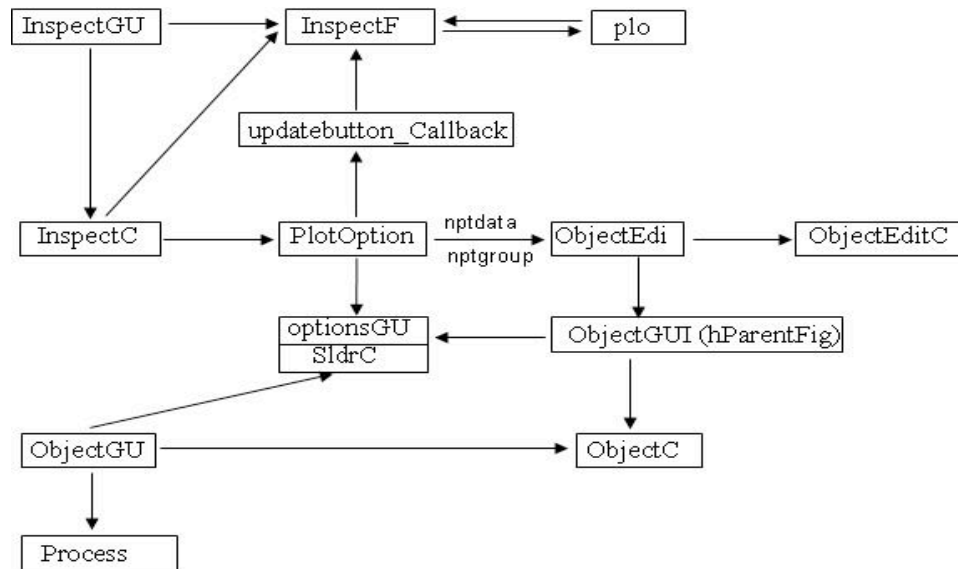 InspectGU
InspectF
plo
updatebutton_Callback
InspectC
PlotOption
nptdata
nptgroup
ObjectEdi
ObjectEditC
optionsGU
SldrC
ObjectGUI (hParentFig)
ObjectGU
ObjectC
Process